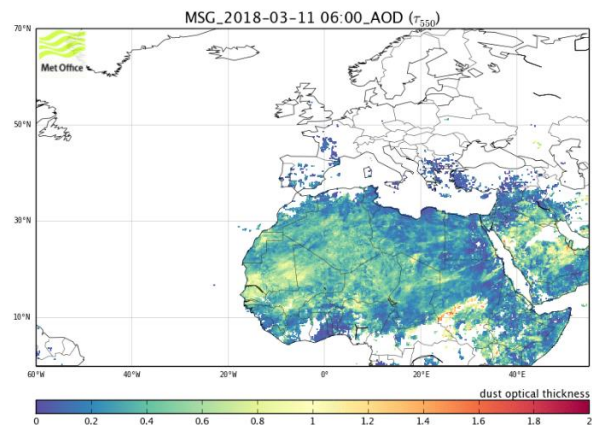 MSG_2018-03-11 06:00_AOD (τ550)
70°N
Met Office
50°N
30°N
10°N
60°W 40°W 20°W 0° 20°E 40°E
dust optical thickness
0 0.2 0.4 0.6 0.8 1 1.2 1.4 1.6 1.8 2